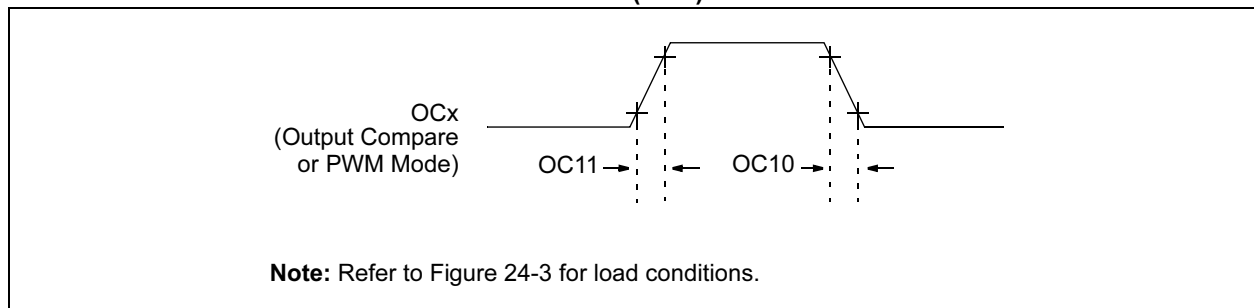 OCx
(Output Compare
or PWM Mode)
OC11
OC10
Note: Refer to Figure 24-3 for load conditions.